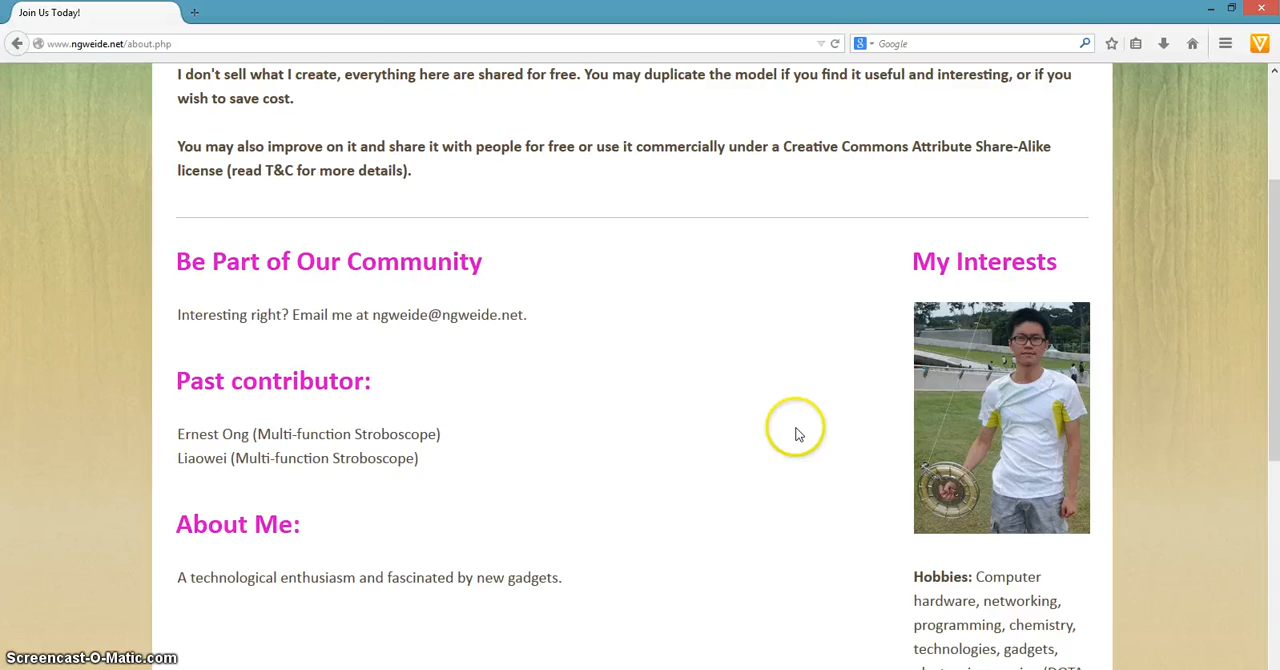 Join Us Today!
www.ngweide.net/about.php
Google
I don't sell what I create, everything here are shared for free. You may duplicate the model if you find it useful and interesting, or if you
wish to save cost.
You may also improve on it and share it with people for free or use it commercially under a Creative Commons Attribute Share-Alike
license (read T&C for more details).
Be Part of Our Community
Interesting right? Email me at ngweide@ngweide.net.
Past contributor:
Ernest Ong (Multi-function Stroboscope)
Liaowei (Multi-function Stroboscope)
About Me:
A technological enthusiasm and fascinated by new gadgets.
My Interests
Hobbies: Computer
hardware, networking,
programming, chemistry,
technologies, gadgets,
Screencast-O-Matic.com